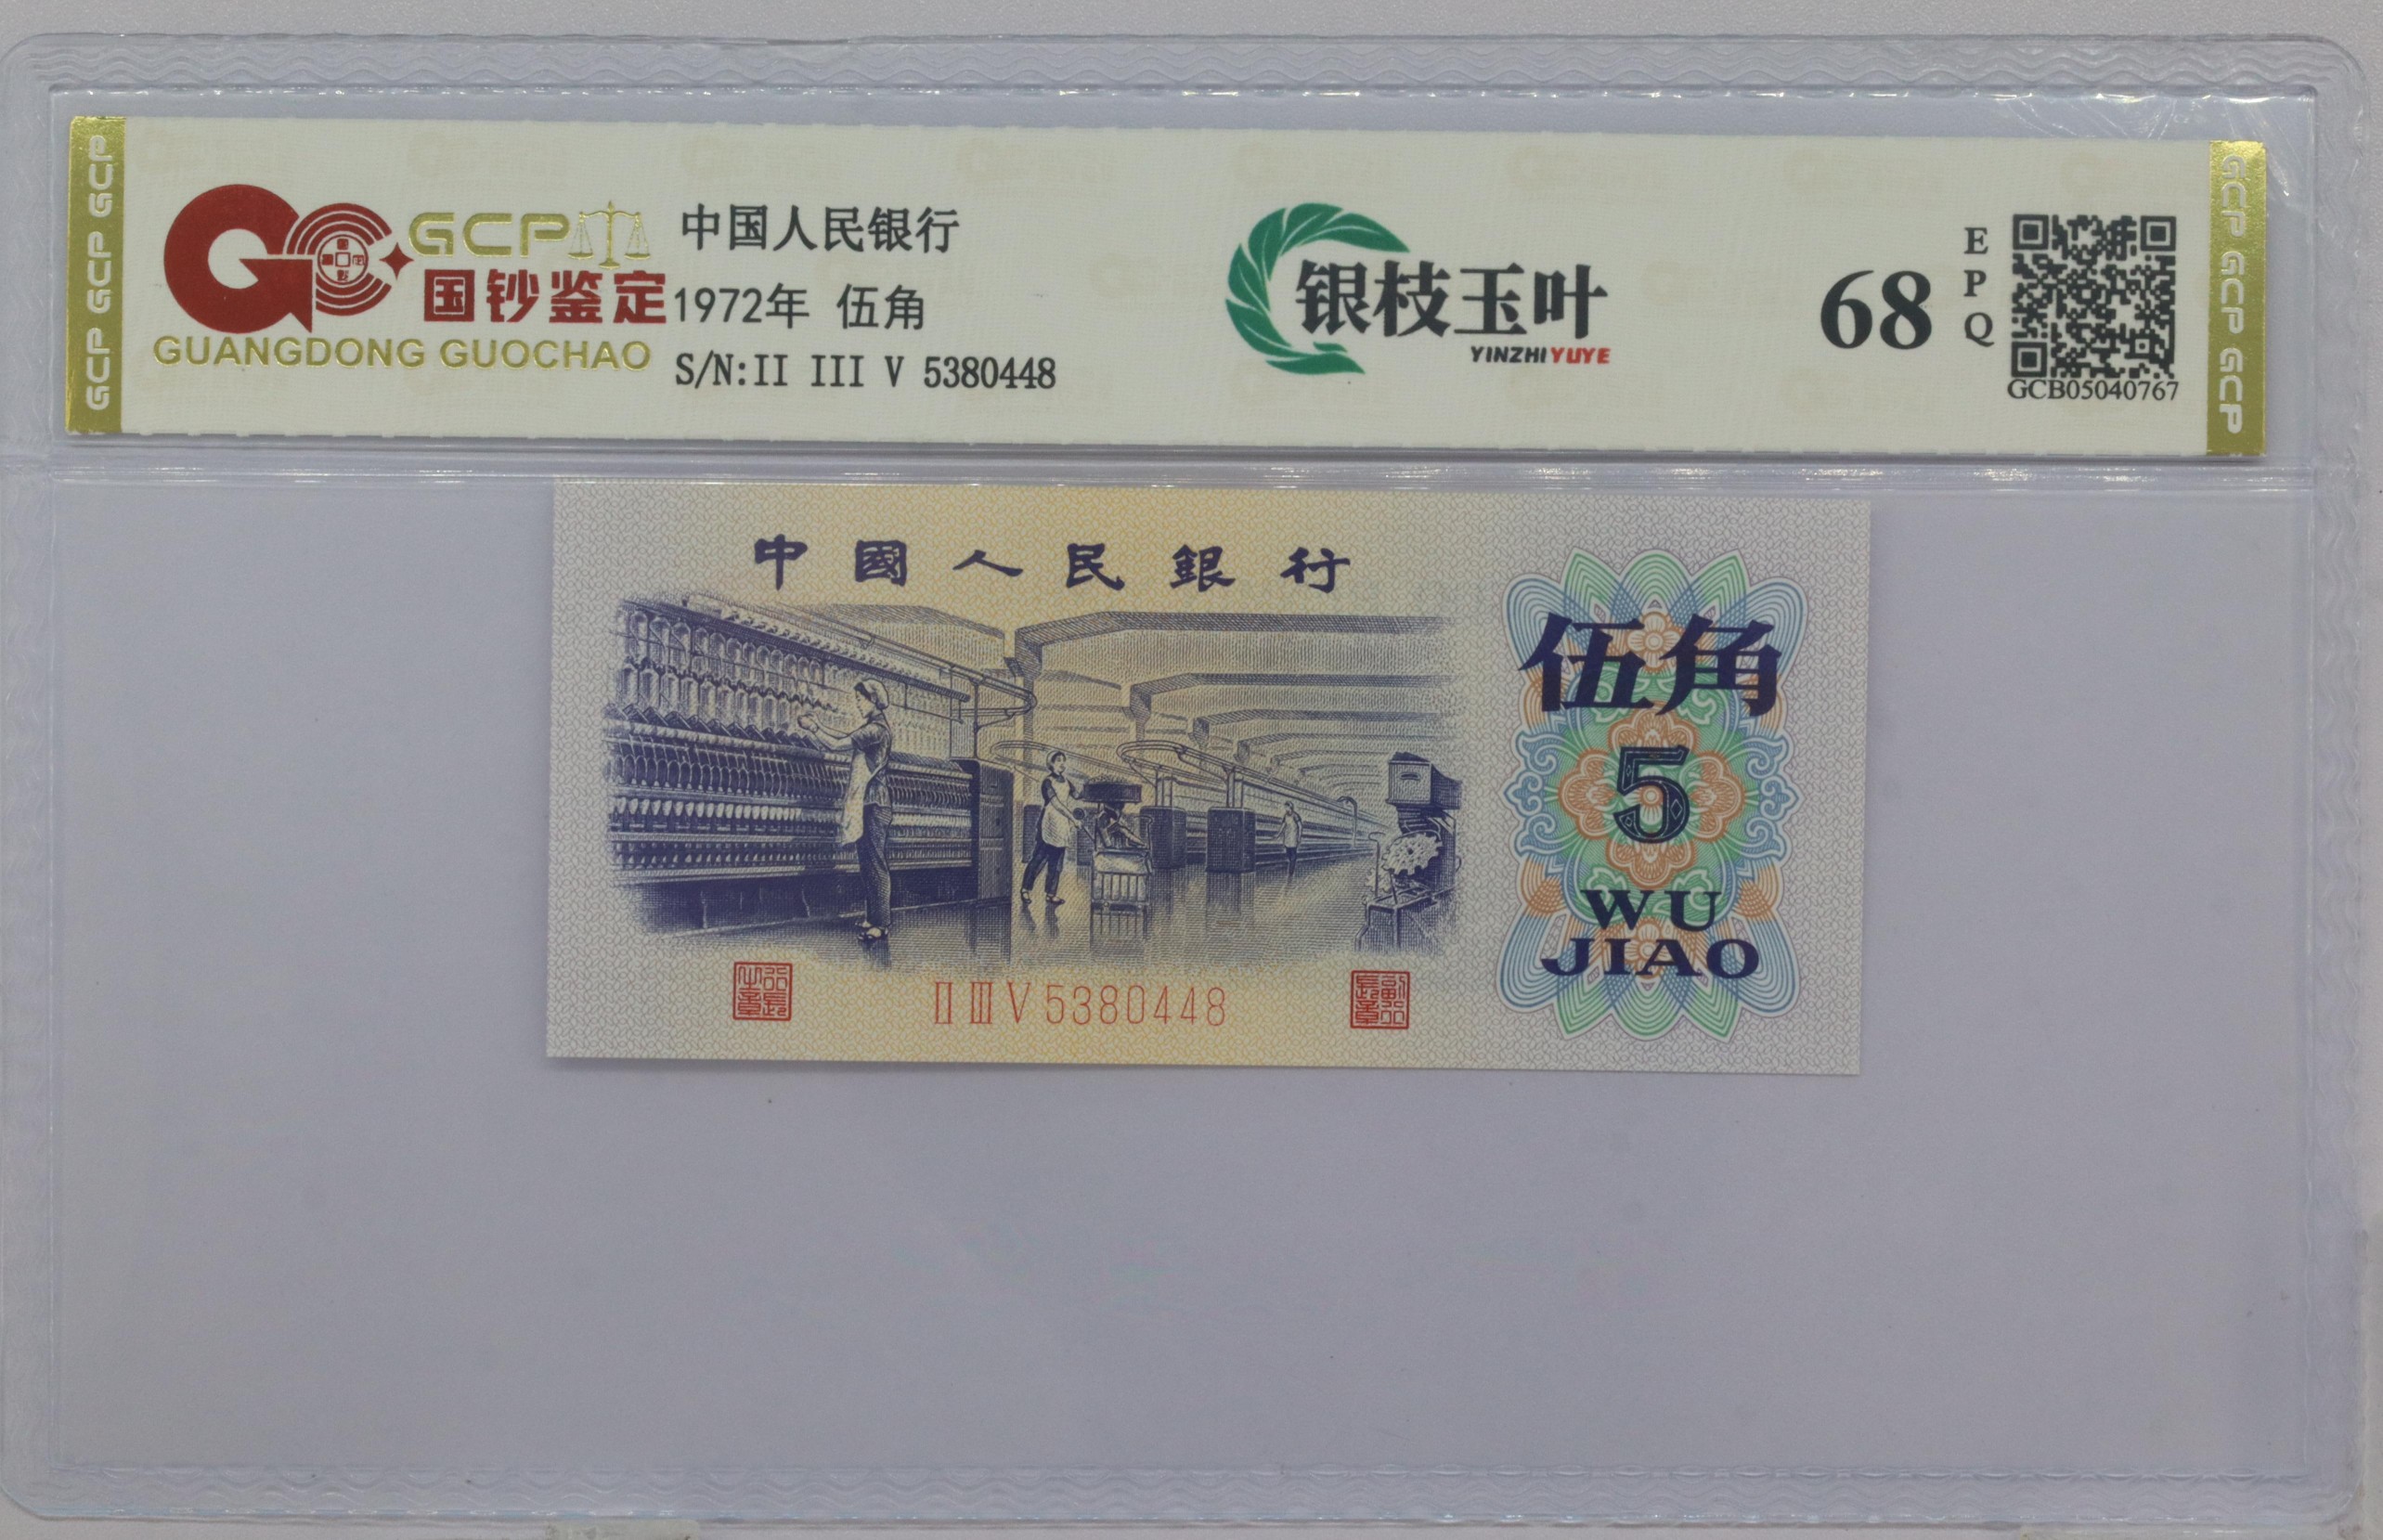 GCP GCP GCP
GCP
国钞鉴定
GUANGDONG GUOCHAO
中国人民银行
1972年 伍角
S/N:II III V 5380448
银枝玉叶
YINZHIYUYE
68
EPQ
GCB05040767
GCP GCP GCP
中國人民銀行
伍角
5
WU
JIAO
II III V 5380448